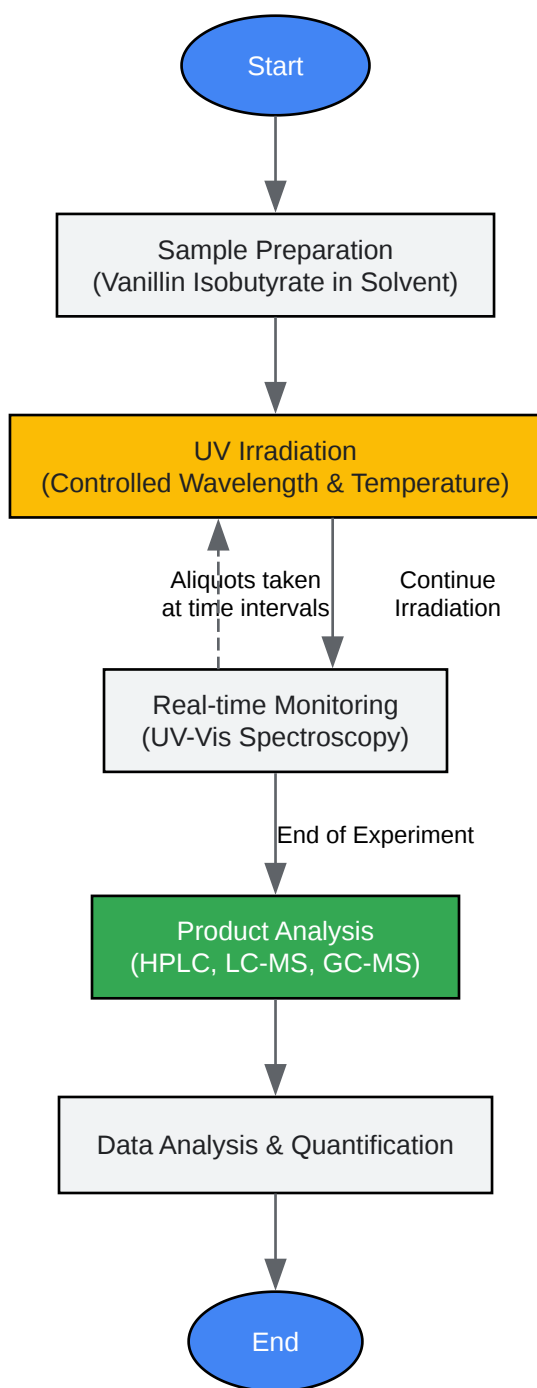 Start
Sample Preparation
(Vanillin Isobutyrate in Solvent)
UV Irradiation
(Controlled Wavelength & Temperature)
Aliquots taken
at time intervals
Continue
Irradiation
Real-time Monitoring
(UV-Vis Spectroscopy)
End of Experiment
Product Analysis
(HPLC, LC-MS, GC-MS)
Data Analysis & Quantification
End